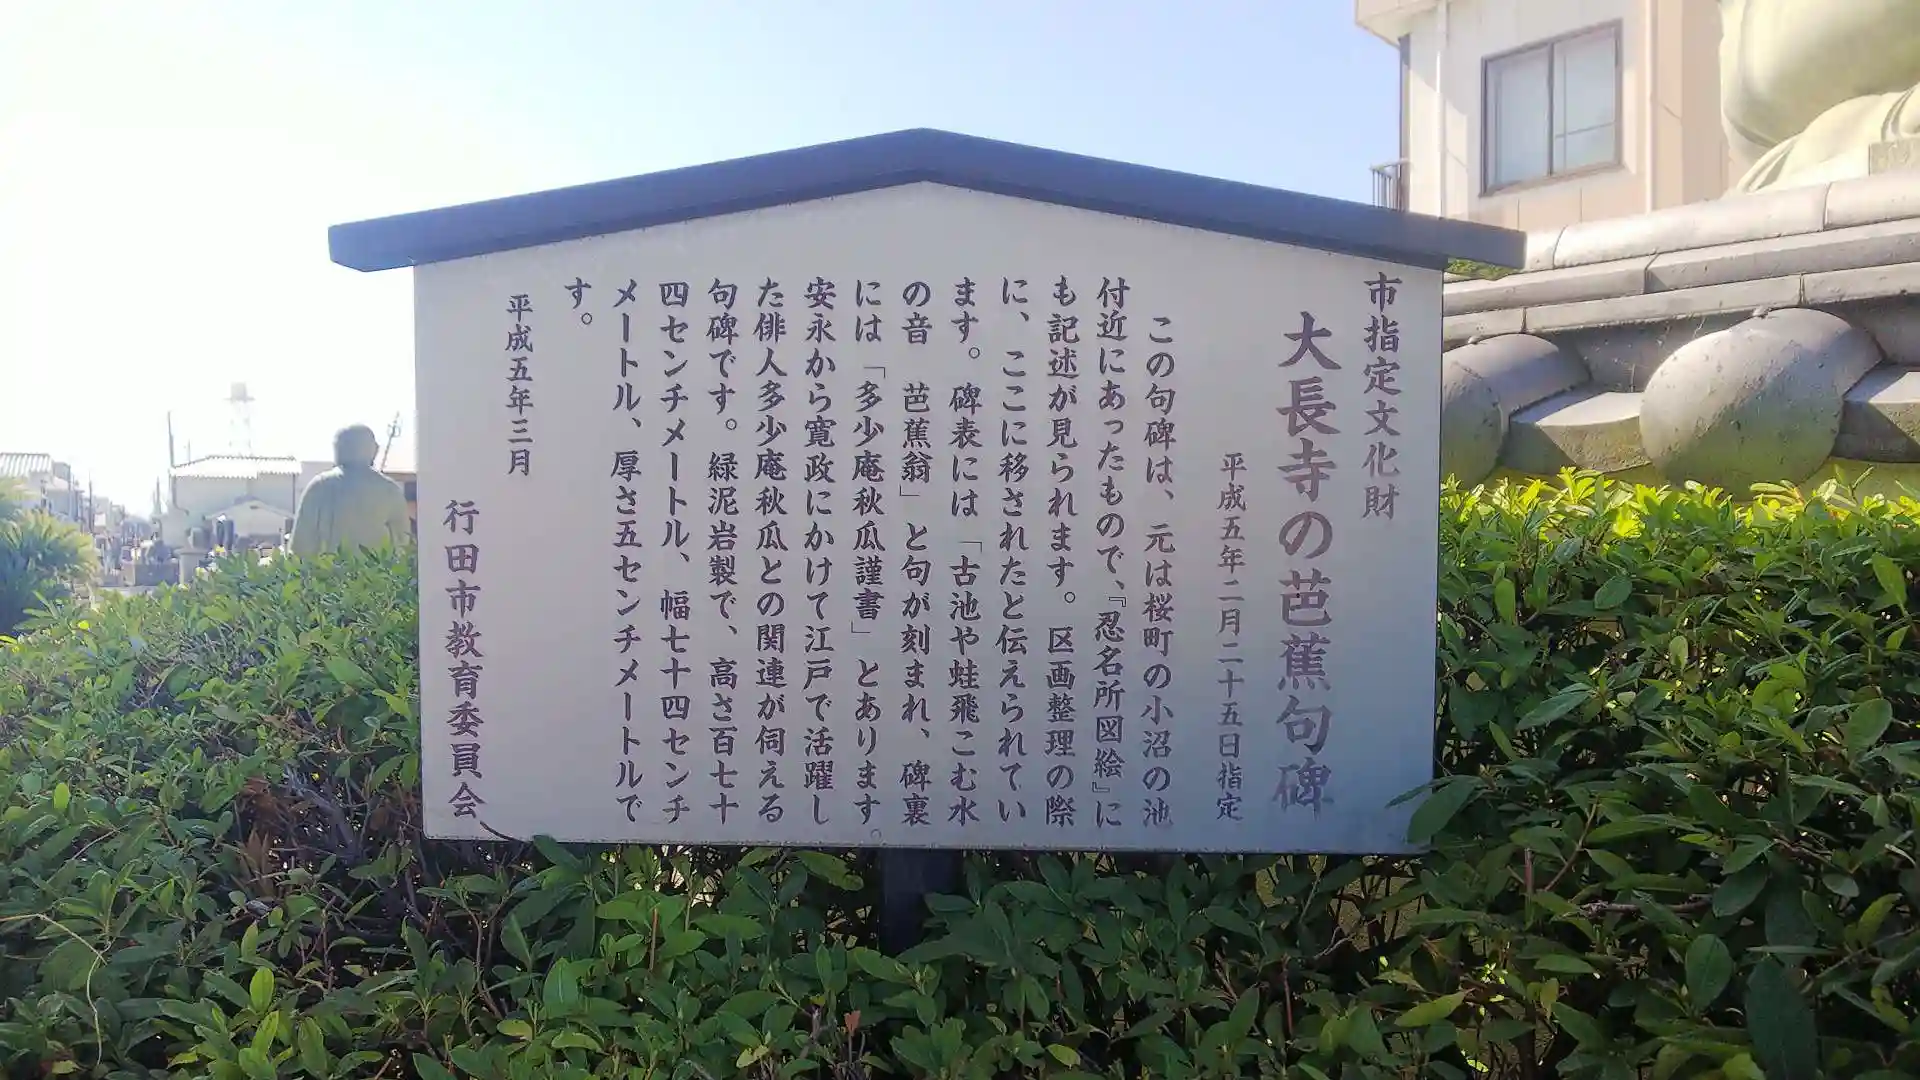 市指定文化財
大長寺の芭蕉句碑
平成五年二月二十五日指定
この句碑は、元は桜町の小沼の池
付近にあったもので、『忍名所図絵』に
も記述が見られます。区画整理の際
に、ここに移されたと伝えられてい
ます。碑表には「古池や蛙飛こむ水
の音　芭蕉翁」と句が刻まれ、碑裏
には「多少庵秋瓜謹書」とあります。
安永から寛政にかけて江戸で活躍し
た俳人多少庵秋瓜との関連が伺える
句碑です。緑泥岩製で、高さ百七十
四センチメートル、幅七十四センチ
メートル、厚さ五センチメートルで
す。
平成五年三月
行田市教育委員会